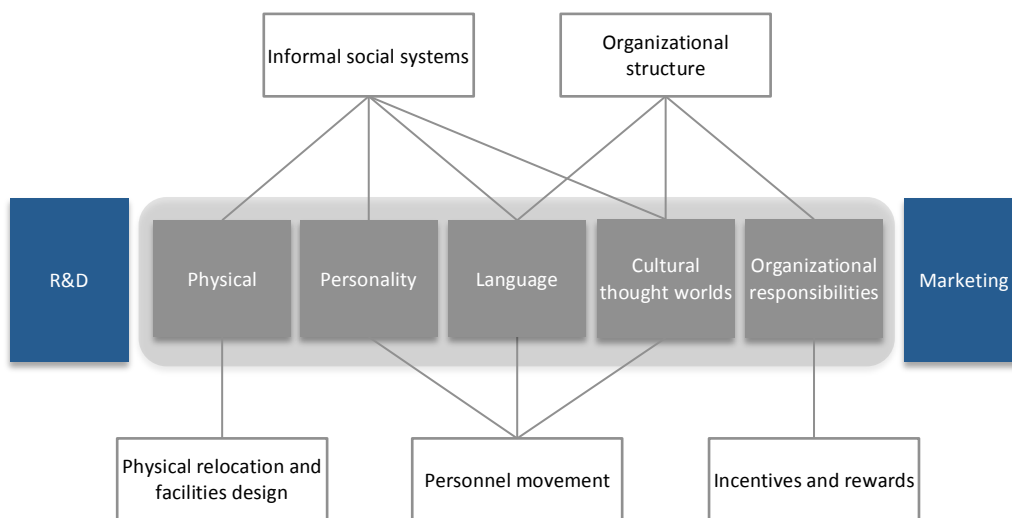 Informal social systems
Organizational
structure
R&D
Physical
Personality
Language
Cultural
thought worlds
Organizational
responsibilities
Marketing
Physical relocation and
facilities design
Personnel movement
Incentives and rewards